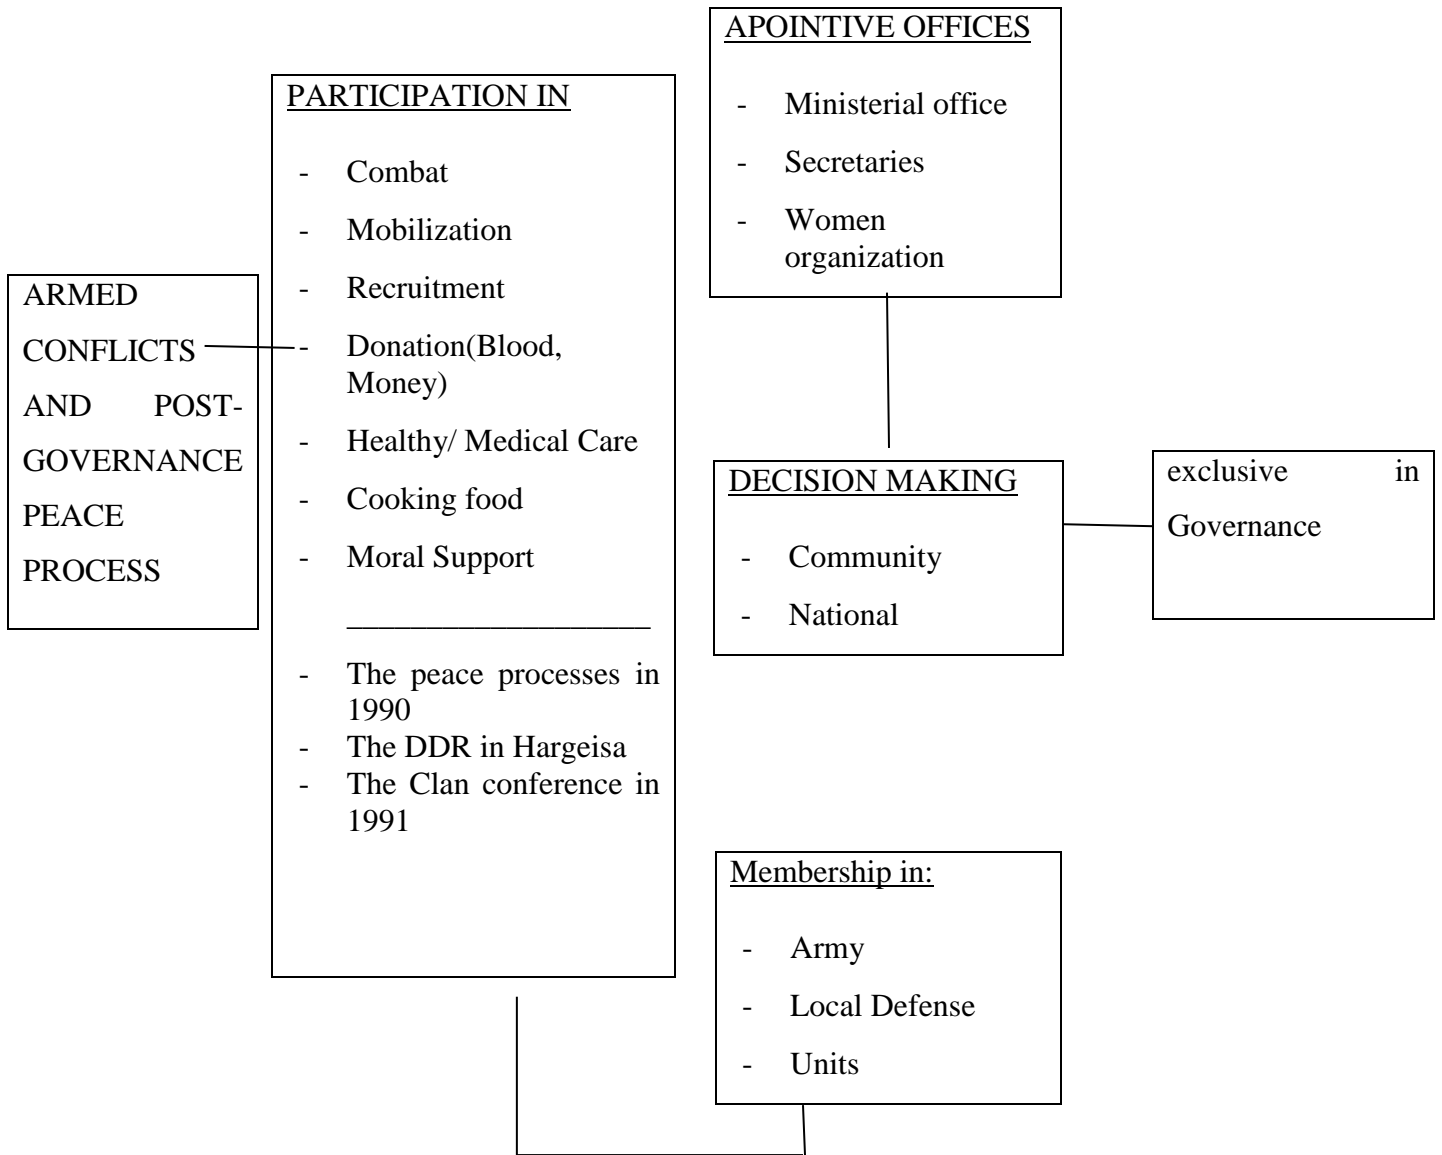 ARMED
CONFLICTS
AND POST-
GOVERNANCE
PEACE
PROCESS
PARTICIPATION IN
- Combat
- Mobilization
- Recruitment
- Donation(Blood,
Money)
- Healthy/ Medical Care
- Cooking food
- Moral Support
___________________
- The peace processes in
1990
- The DDR in Hargeisa
- The Clan conference in
1991
APOINTIVE OFFICES
- Ministerial office
- Secretaries
- Women
organization
DECISION MAKING
- Community
- National
exclusive in
Governance
Membership in:
- Army
- Local Defense
- Units